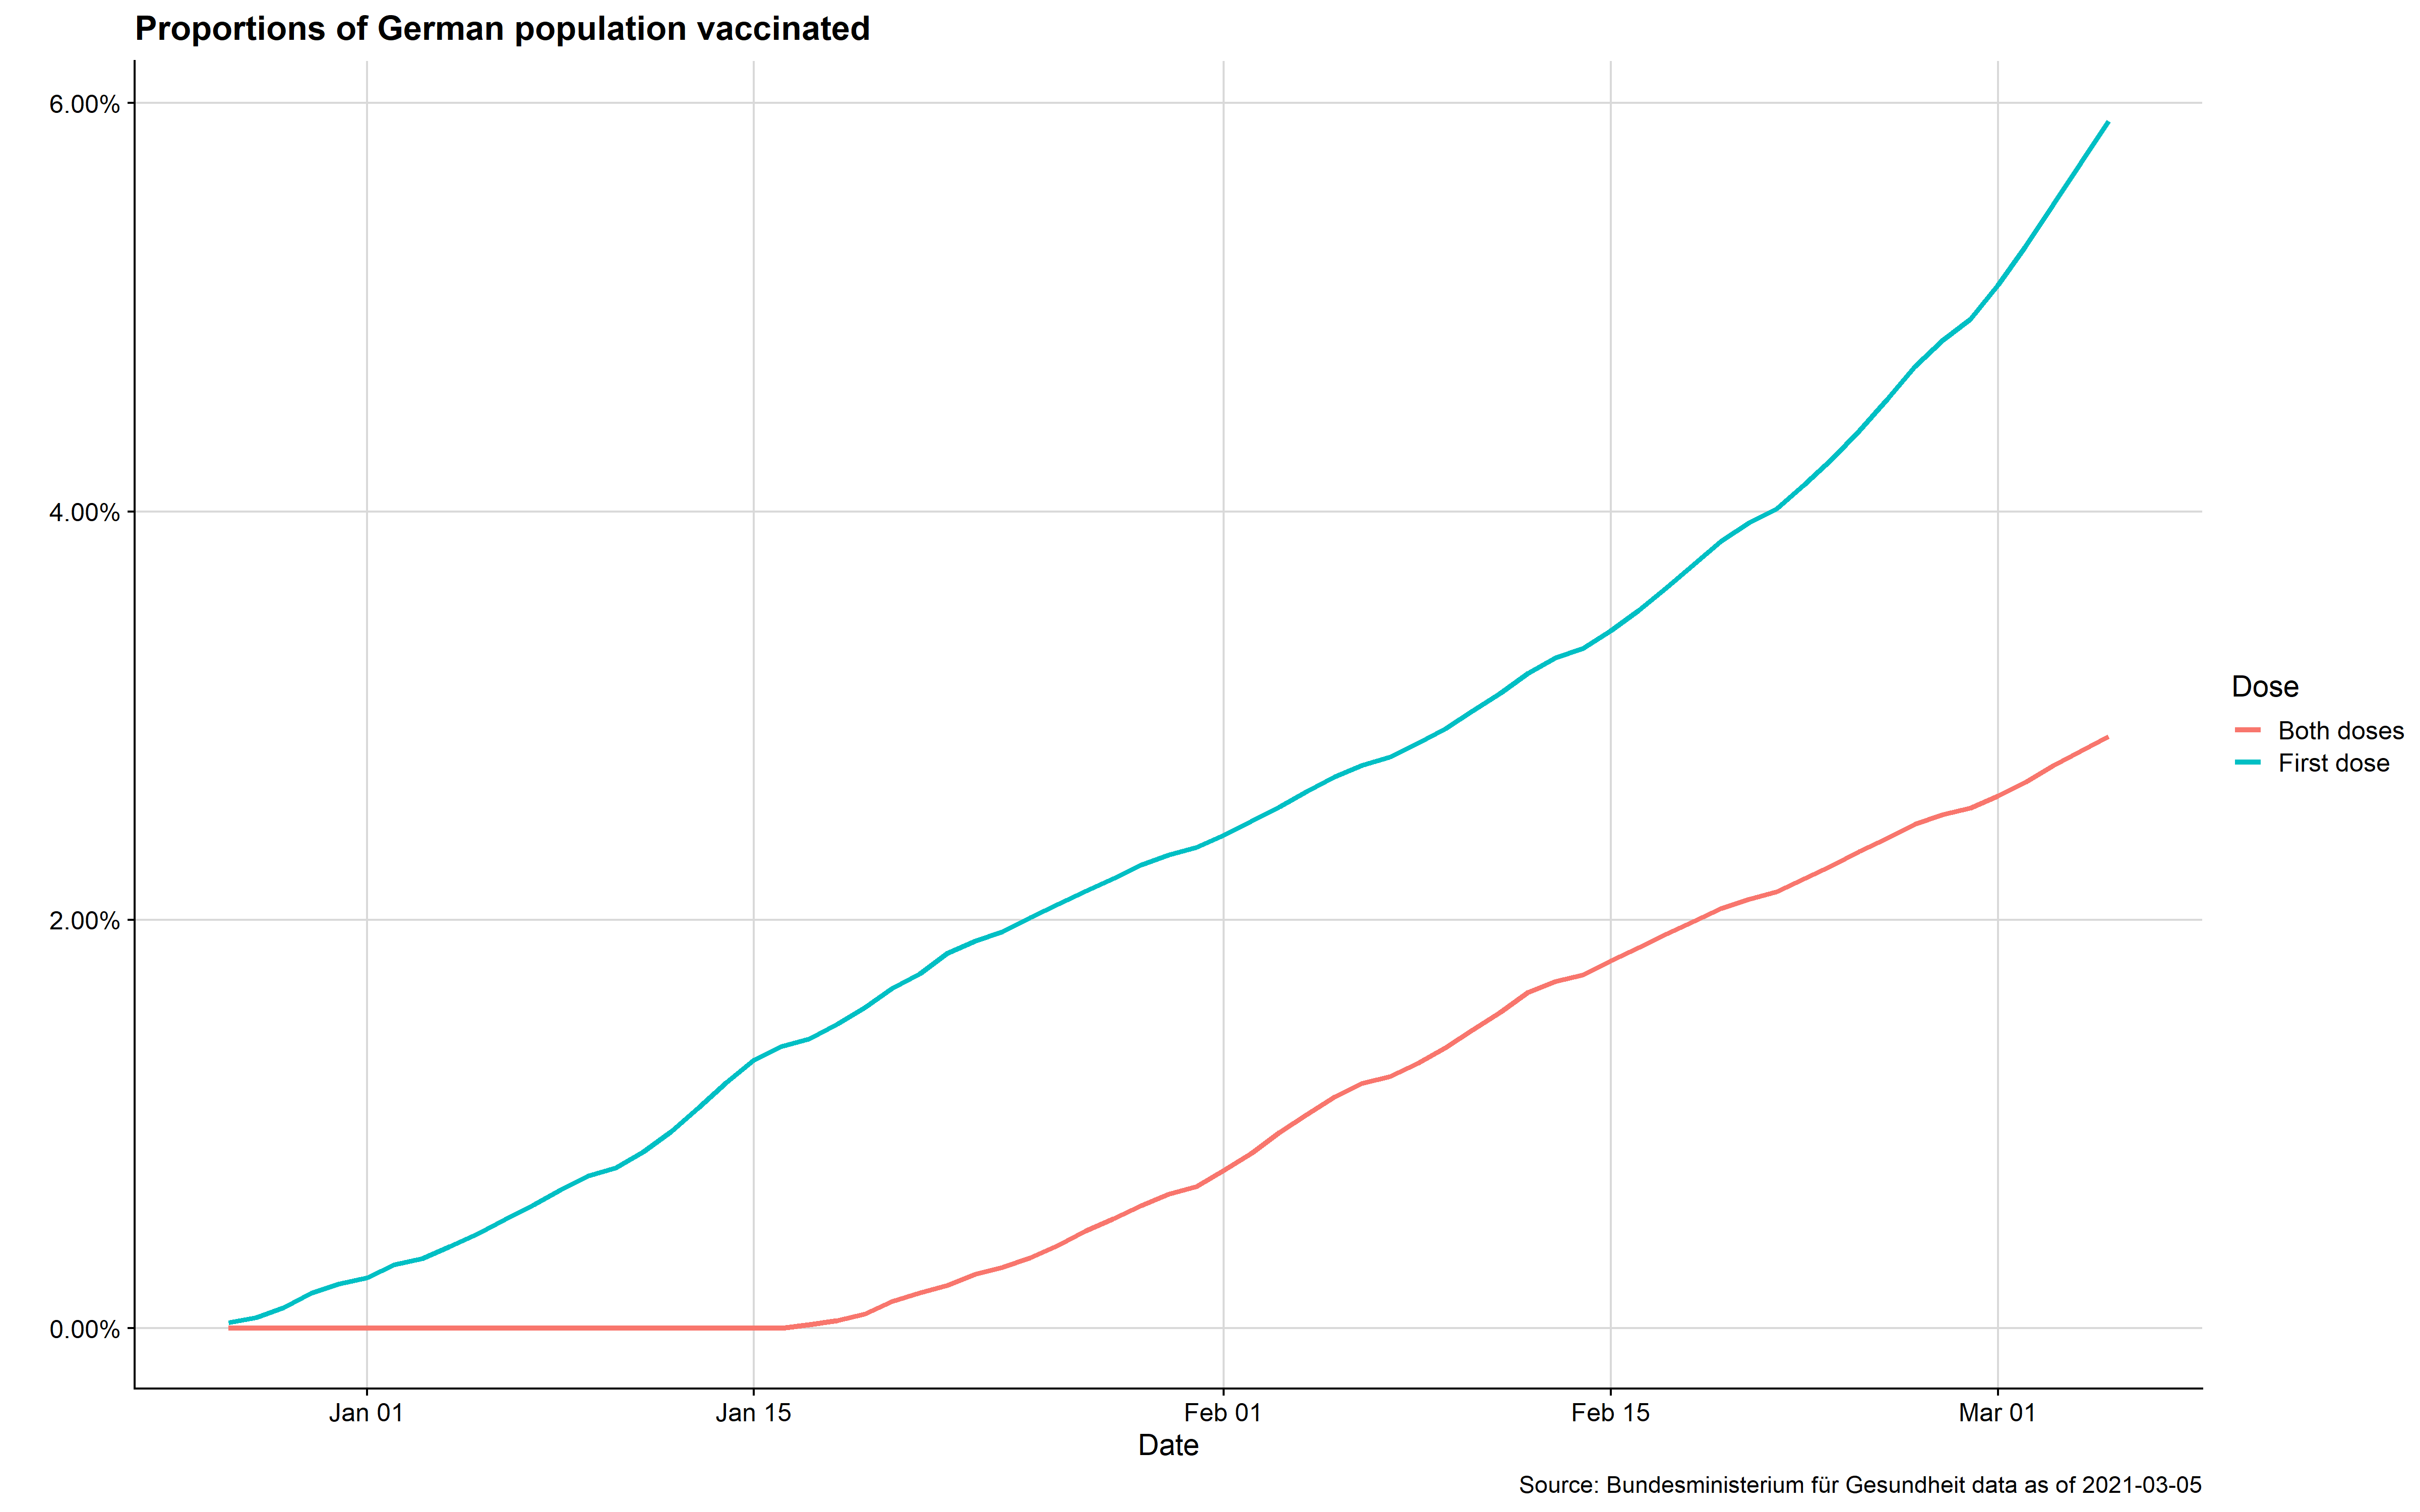 Proportions of German population vaccinated
6.00%
4.00%
2.00%
0.00%
Jan 01
Jan 15
Feb 01
Feb 15
Mar 01
Date
Dose
Both doses
First dose
Source: Bundesministerium für Gesundheit data as of 2021-03-05